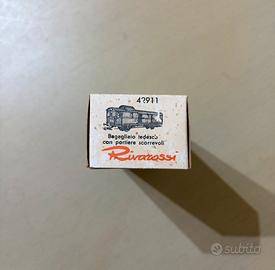 42911
Bagagliaio tedesco
con portiere scorrevoli
Rivarossi
subito